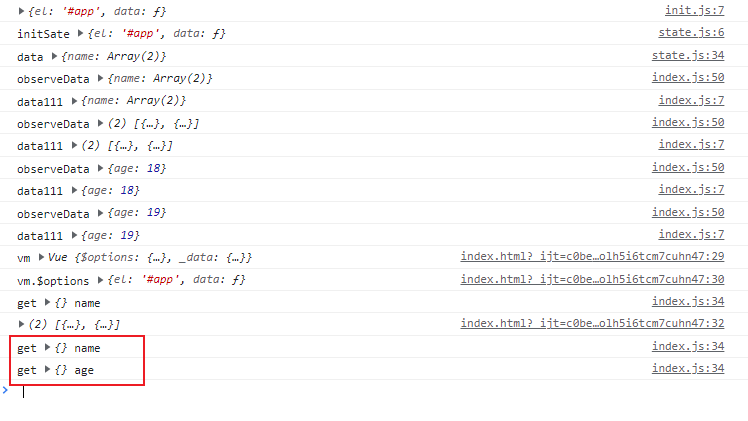 ▶{el: '#app', data: ƒ} init.js:7
initSate ▶{el: '#app', data: ƒ} state.js:6
data ▶{name: Array(2)} state.js:34
observeData ▶{name: Array(2)} index.js:50
data111 ▶{name: Array(2)} index.js:7
observeData ▶(2) [{…}, {…}] index.js:50
data111 ▶(2) [{…}, {…}] index.js:7
observeData ▶{age: 18} index.js:50
data111 ▶{age: 18} index.js:7
observeData ▶{age: 19} index.js:50
data111 ▶{age: 19} index.js:7
vm ▶Vue {$options: {…}, _data: {…}} index.html?_ijt=c0be…olh5i6tcm7cuhn47:29
vm.$options ▶{el: '#app', data: ƒ} index.html?_ijt=c0be…olh5i6tcm7cuhn47:30
get ▶{} name index.js:34
▶(2) [{…}, {…}] index.html?_ijt=c0be…olh5i6tcm7cuhn47:32
get ▶{} name index.js:34
get ▶{} age index.js:34